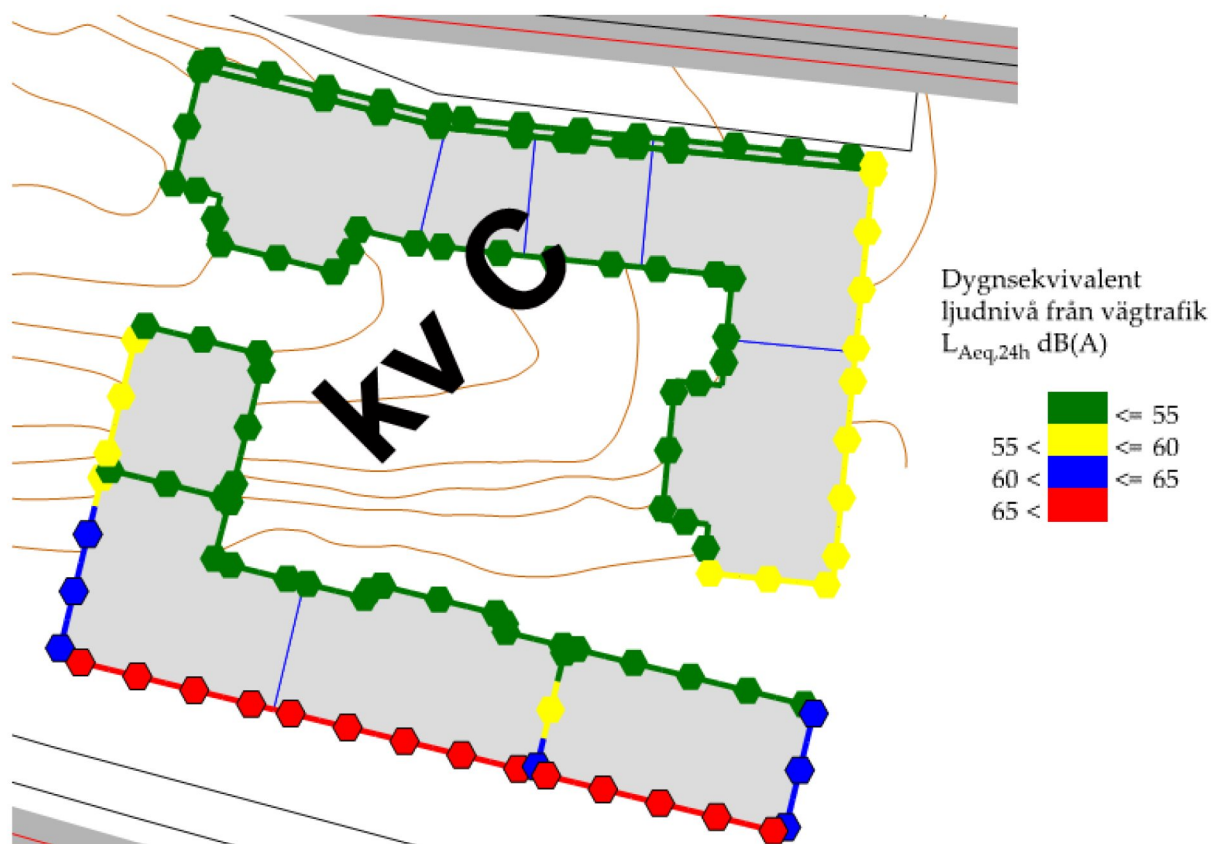 kv C
Dygnsekvivalent
ljudnivå från vägtrafik
LAeq,24h dB(A)
<= 55
55 < <= 60
60 < <= 65
65 <